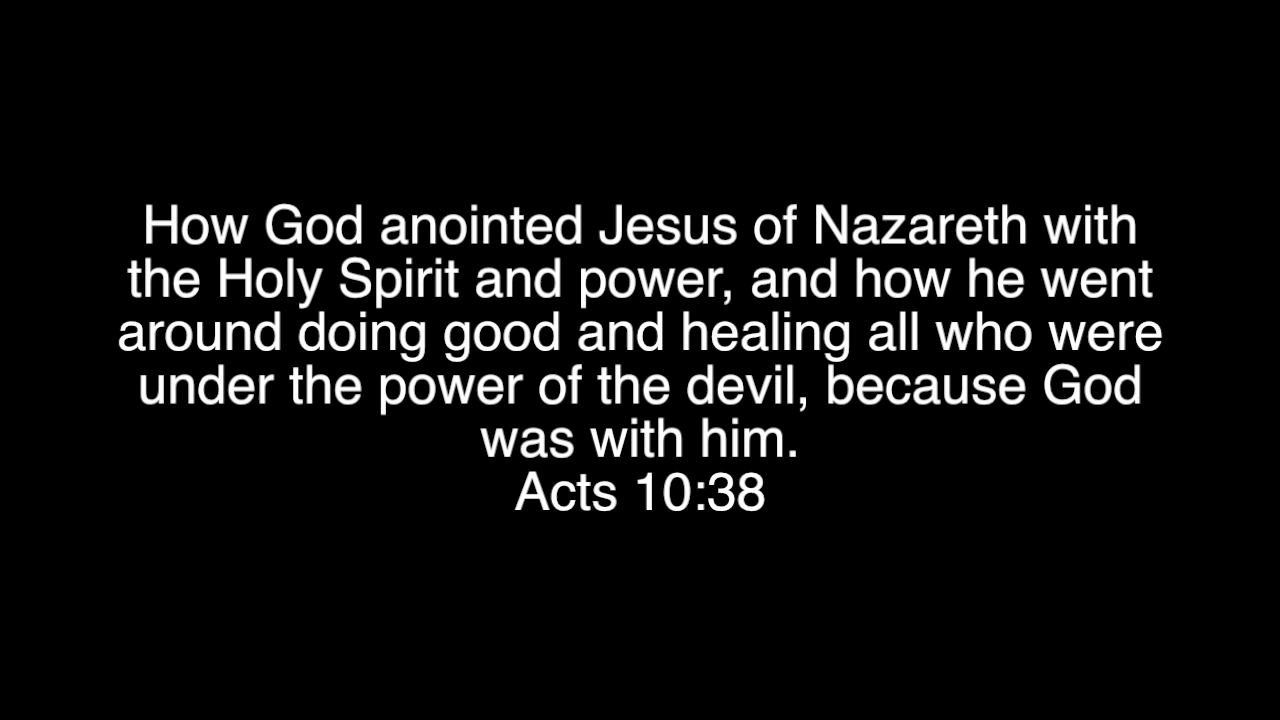 How God anointed Jesus of Nazareth with
the Holy Spirit and power, and how he went
around doing good and healing all who were
under the power of the devil, because God
was with him.
Acts 10:38